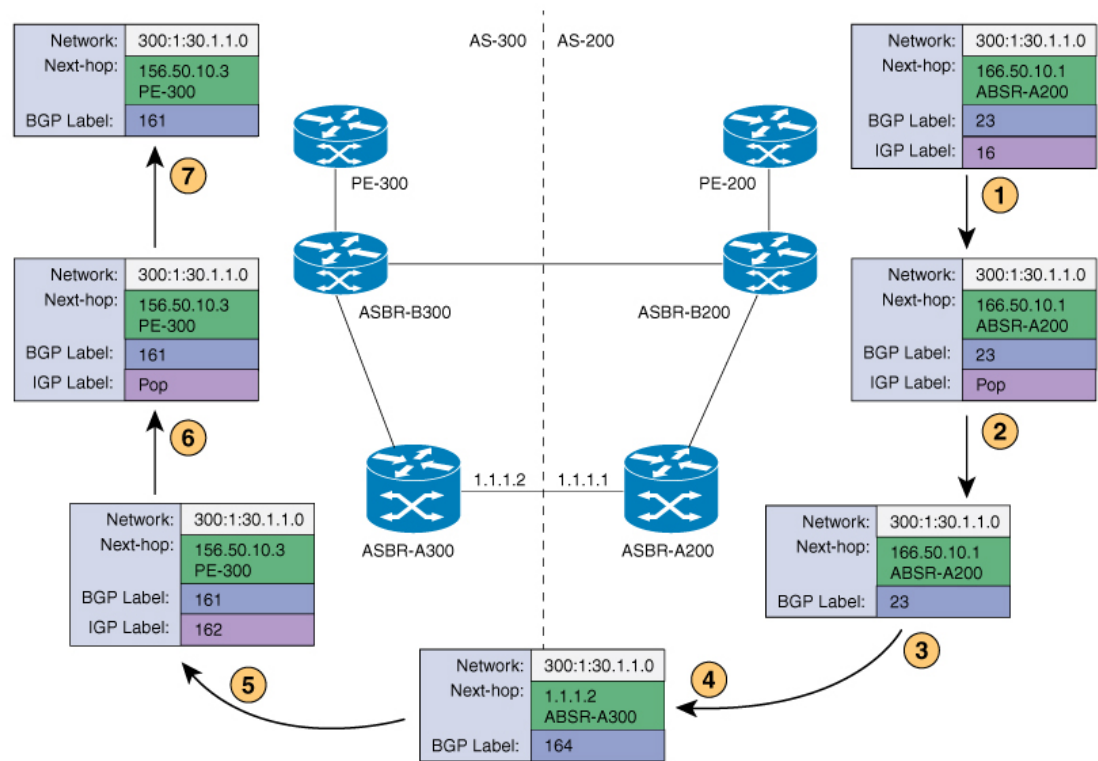 Network: 300:1:30.1.1.0
Next-hop: 156.50.10.3
PE-300
BGP Label: 161
AS-300
AS-200
Network: 300:1:30.1.1.0
Next-hop: 166.50.10.1
ABSR-A200
BGP Label: 23
IGP Label: 16
7
PE-300
PE-200
1
Network: 300:1:30.1.1.0
Next-hop: 156.50.10.3
PE-300
BGP Label: 161
IGP Label: Pop
ASBR-B300
ASBR-B200
Network: 300:1:30.1.1.0
Next-hop: 166.50.10.1
ABSR-A200
BGP Label: 23
IGP Label: Pop
6
2
1.1.1.2
1.1.1.1
ASBR-A300
ASBR-A200
Network: 300:1:30.1.1.0
Next-hop: 156.50.10.3
PE-300
BGP Label: 161
IGP Label: 162
Network: 300:1:30.1.1.0
Next-hop: 166.50.10.1
ABSR-A200
BGP Label: 23
5
4
3
Network: 300:1:30.1.1.0
Next-hop: 1.1.1.2
ABSR-A300
BGP Label: 164